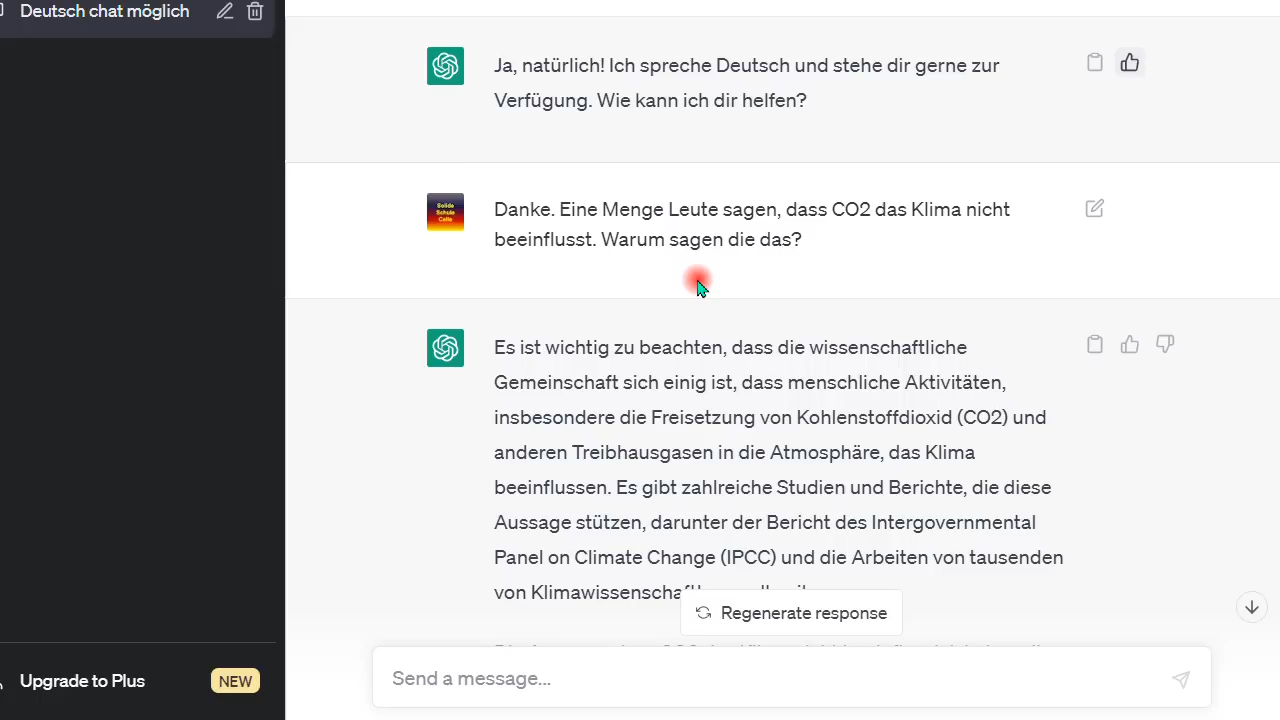 Deutsch chat möglich
Ja, natürlich! Ich spreche Deutsch und stehe dir gerne zur
Verfügung. Wie kann ich dir helfen?
Solide
Schule
Danke. Eine Menge Leute sagen, dass CO2 das Klima nicht
beeinflusst. Warum sagen die das?
Es ist wichtig zu beachten, dass die wissenschaftliche
Gemeinschaft sich einig ist, dass menschliche Aktivitäten,
insbesondere die Freisetzung von Kohlenstoffdioxid (CO2) und
anderen Treibhausgasen in die Atmosphäre, das Klima
beeinflussen. Es gibt zahlreiche Studien und Berichte, die diese
Aussage stützen, darunter der Bericht des Intergovernmental
Panel on Climate Change (IPCC) und die Arbeiten von tausenden
von
Regenerate response
Send a message...
Upgrade to Plus
NEW